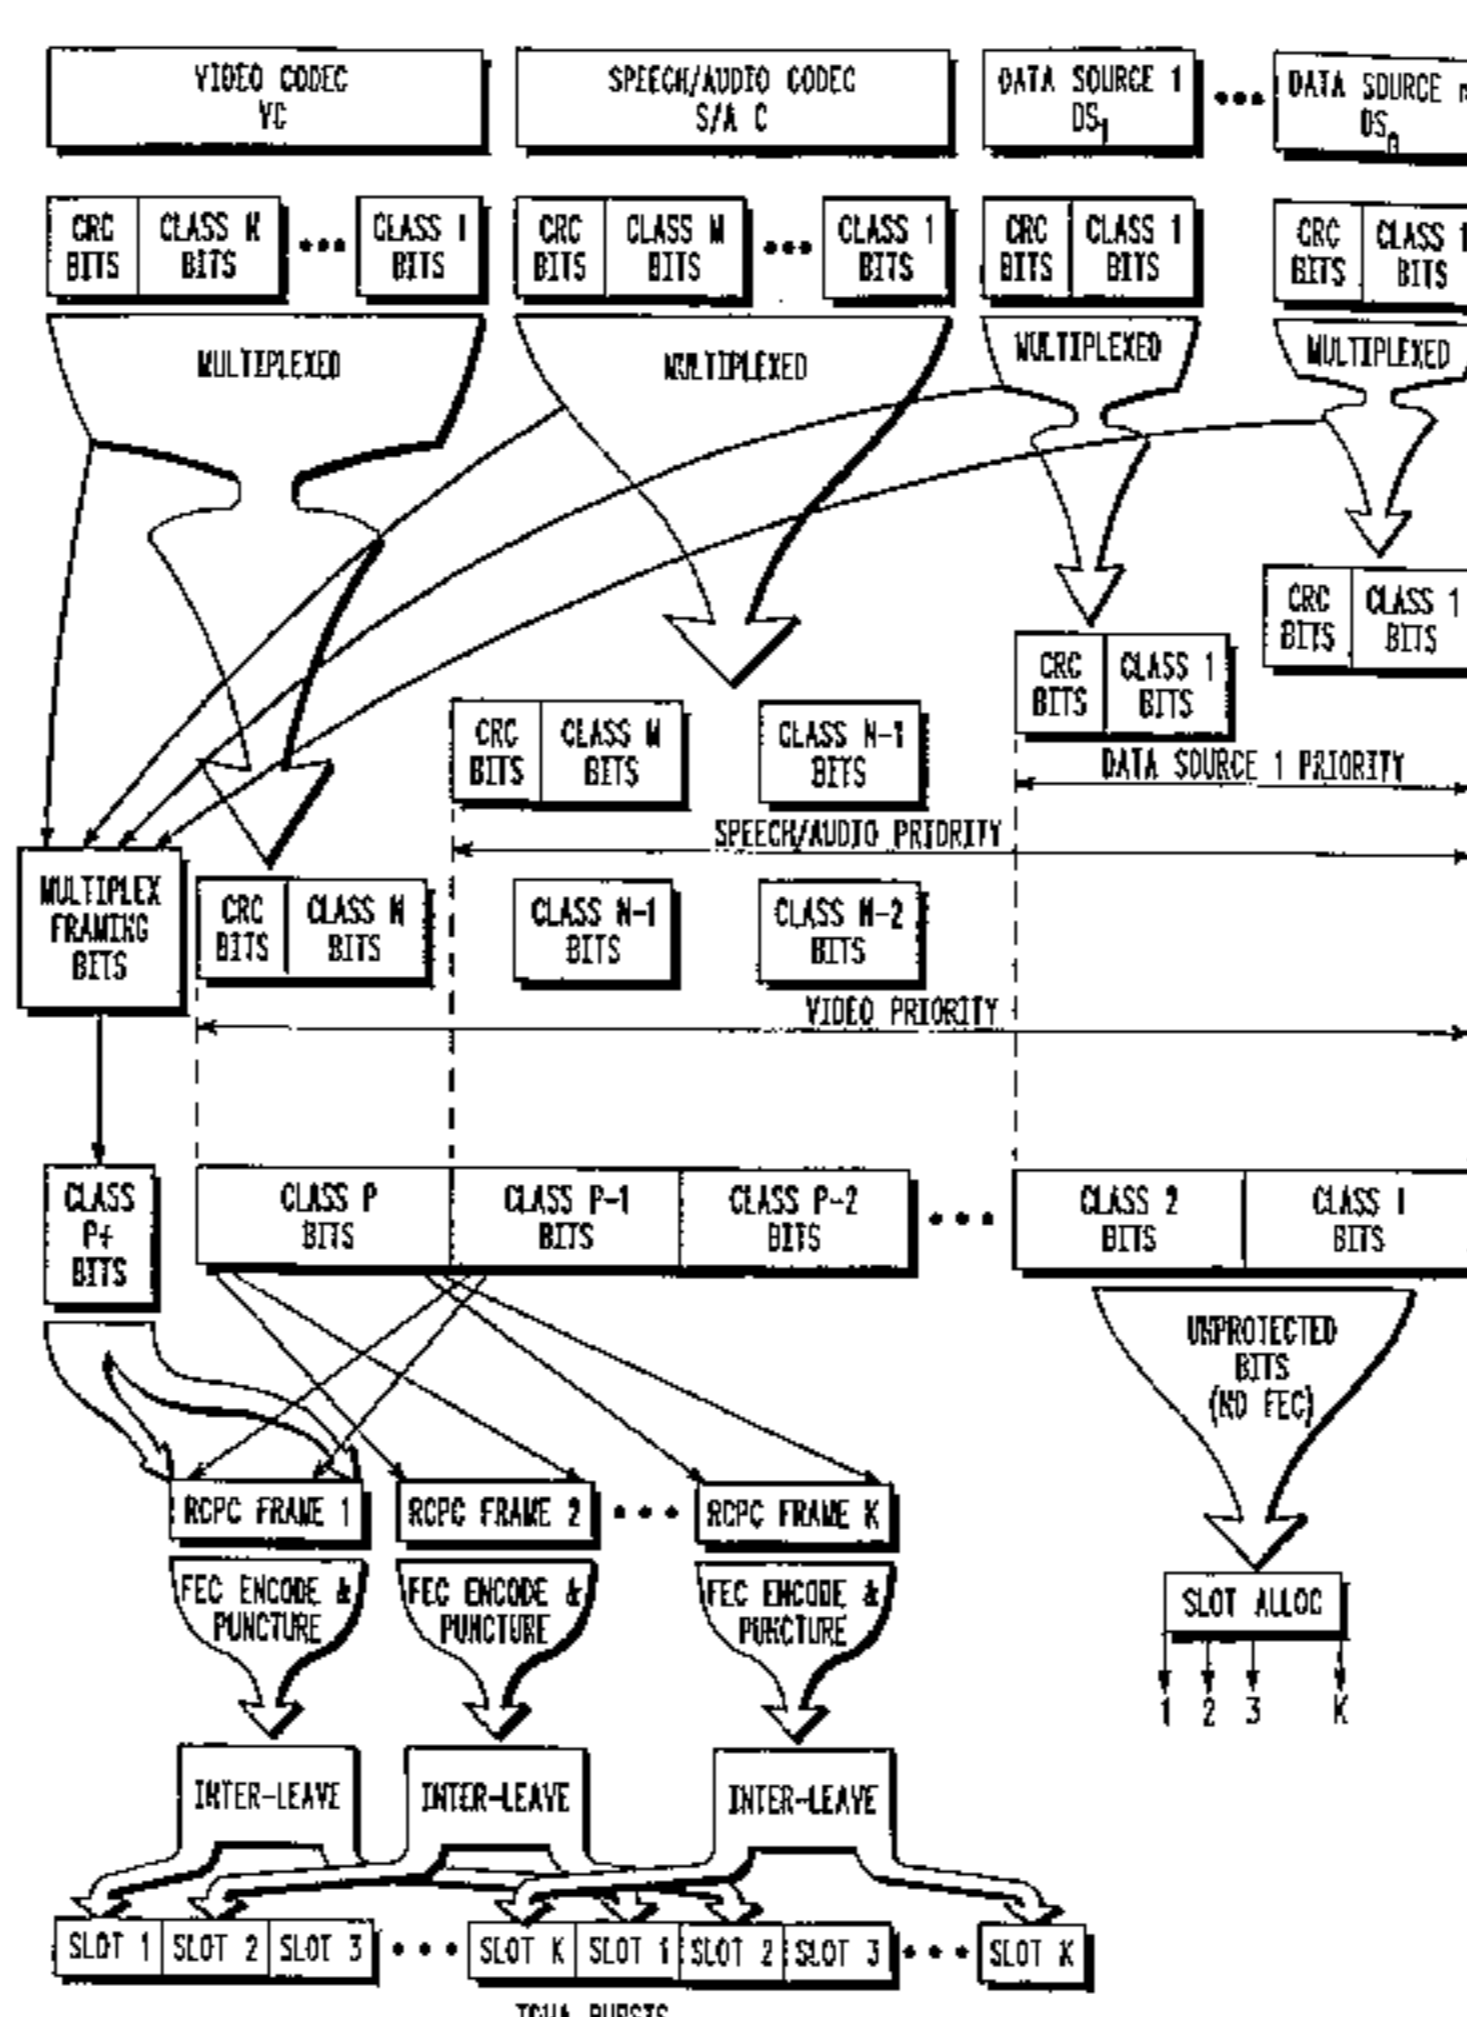 VIDEO CODEC
VC
SPEECH/AUDIO CODEC
S/A C
DATA SOURCE 1
DS1
DATA SOURCE
DS
CRC
BITS
CLASS N
BITS
CLASS 1
BITS
CRC
BITS
CLASS M
BITS
CLASS 1
BITS
CRC
BITS
CLASS 1
BITS
CRC
BITS
CLASS 1
BITS
MULTIPLEXED
MULTIPLEXED
MULTIPLEXED
MULTIPLEXED
CRC
BITS
CLASS 1
BITS
CRC
BITS
CLASS 1
BITS
DATA SOURCE 1 PRIORITY
CRC
BITS
CLASS M
BITS
CLASS N-1
BITS
SPEECH/AUDIO PRIORITY
MULTIPLEX
FRAMING
BITS
CRC
BITS
CLASS N
BITS
CLASS N-1
BITS
CLASS N-2
BITS
VIDEO PRIORITY
CLASS
P+
BITS
CLASS P
BITS
CLASS P-1
BITS
CLASS P-2
BITS
CLASS 2
BITS
CLASS 1
BITS
UNPROTECTED
BITS
(NO FEC)
RCPC FRAME 1
RCPC FRAME 2
RCPC FRAME K
FEC ENCODE &
PUNCTURE
FEC ENCODE &
PUNCTURE
FEC ENCODE &
PUNCTURE
SLOT ALLOC
1 2 3 K
INTER-LEAVE
INTER-LEAVE
INTER-LEAVE
SLOT 1 SLOT 2 SLOT 3 ••• SLOT K SLOT 1 SLOT 2 SLOT 3 ••• SLOT K